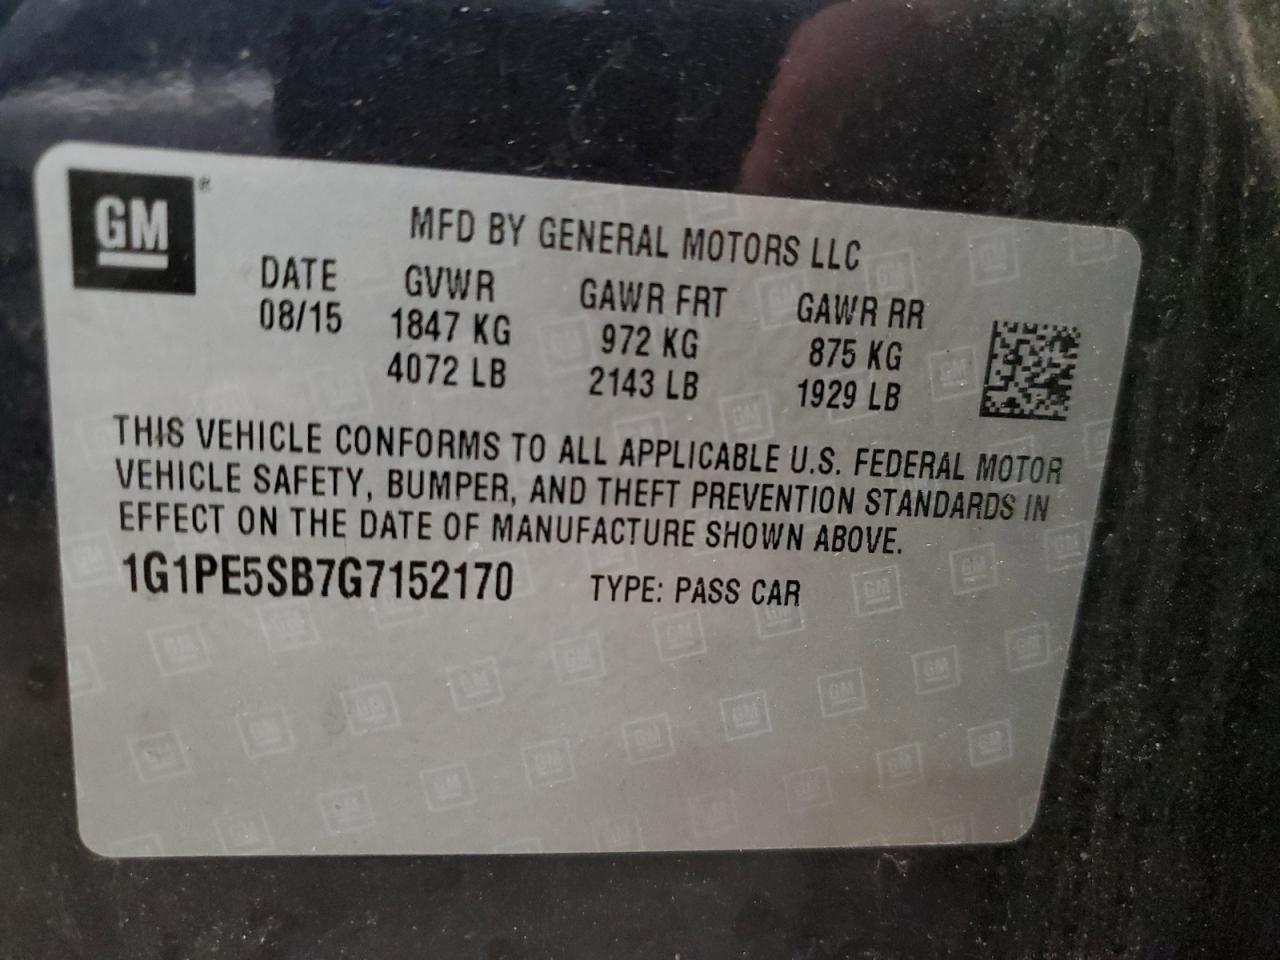 GM®
MFD BY GENERAL MOTORS LLC
DATE GVWR GAWR FRT GAWR RR
08/15 1847 KG 972 KG 875 KG
4072 LB 2143 LB 1929 LB
THIS VEHICLE CONFORMS TO ALL APPLICABLE U.S. FEDERAL MOTOR
VEHICLE SAFETY, BUMPER, AND THEFT PREVENTION STANDARDS IN
EFFECT ON THE DATE OF MANUFACTURE SHOWN ABOVE.
1G1PE5SB7G7152170 TYPE: PASS CAR